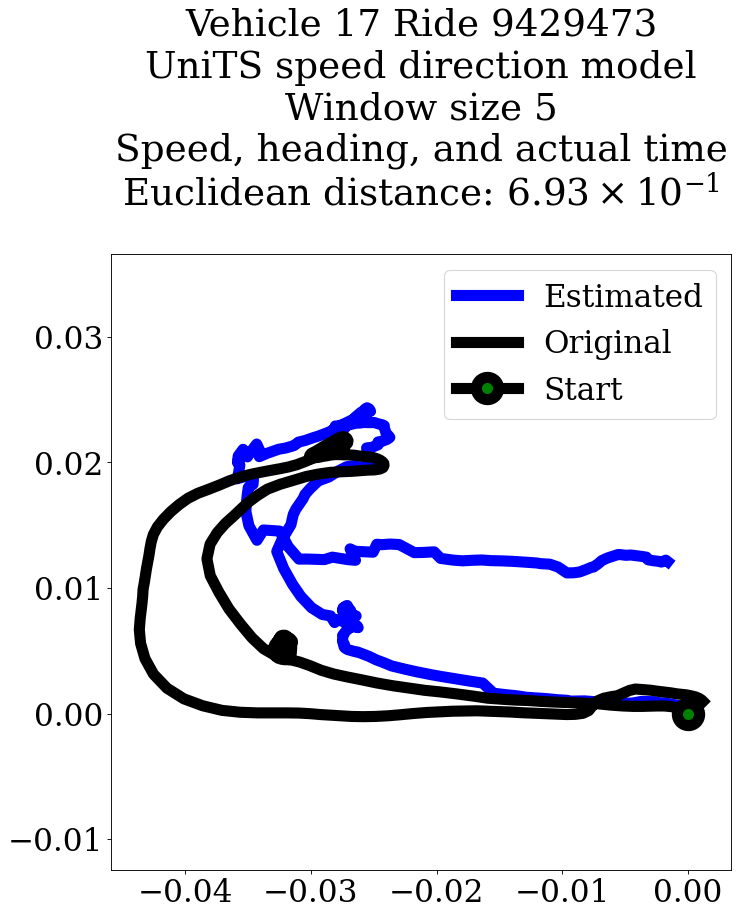 Vehicle 17 Ride 9429473
UniTS speed direction model
Window size 5
Speed, heading, and actual time
Euclidean distance: 6.93 × 10⁻¹
Estimated
Original
Start
0.03
0.02
0.01
0.00
−0.01
−0.04 −0.03 −0.02 −0.01 0.00